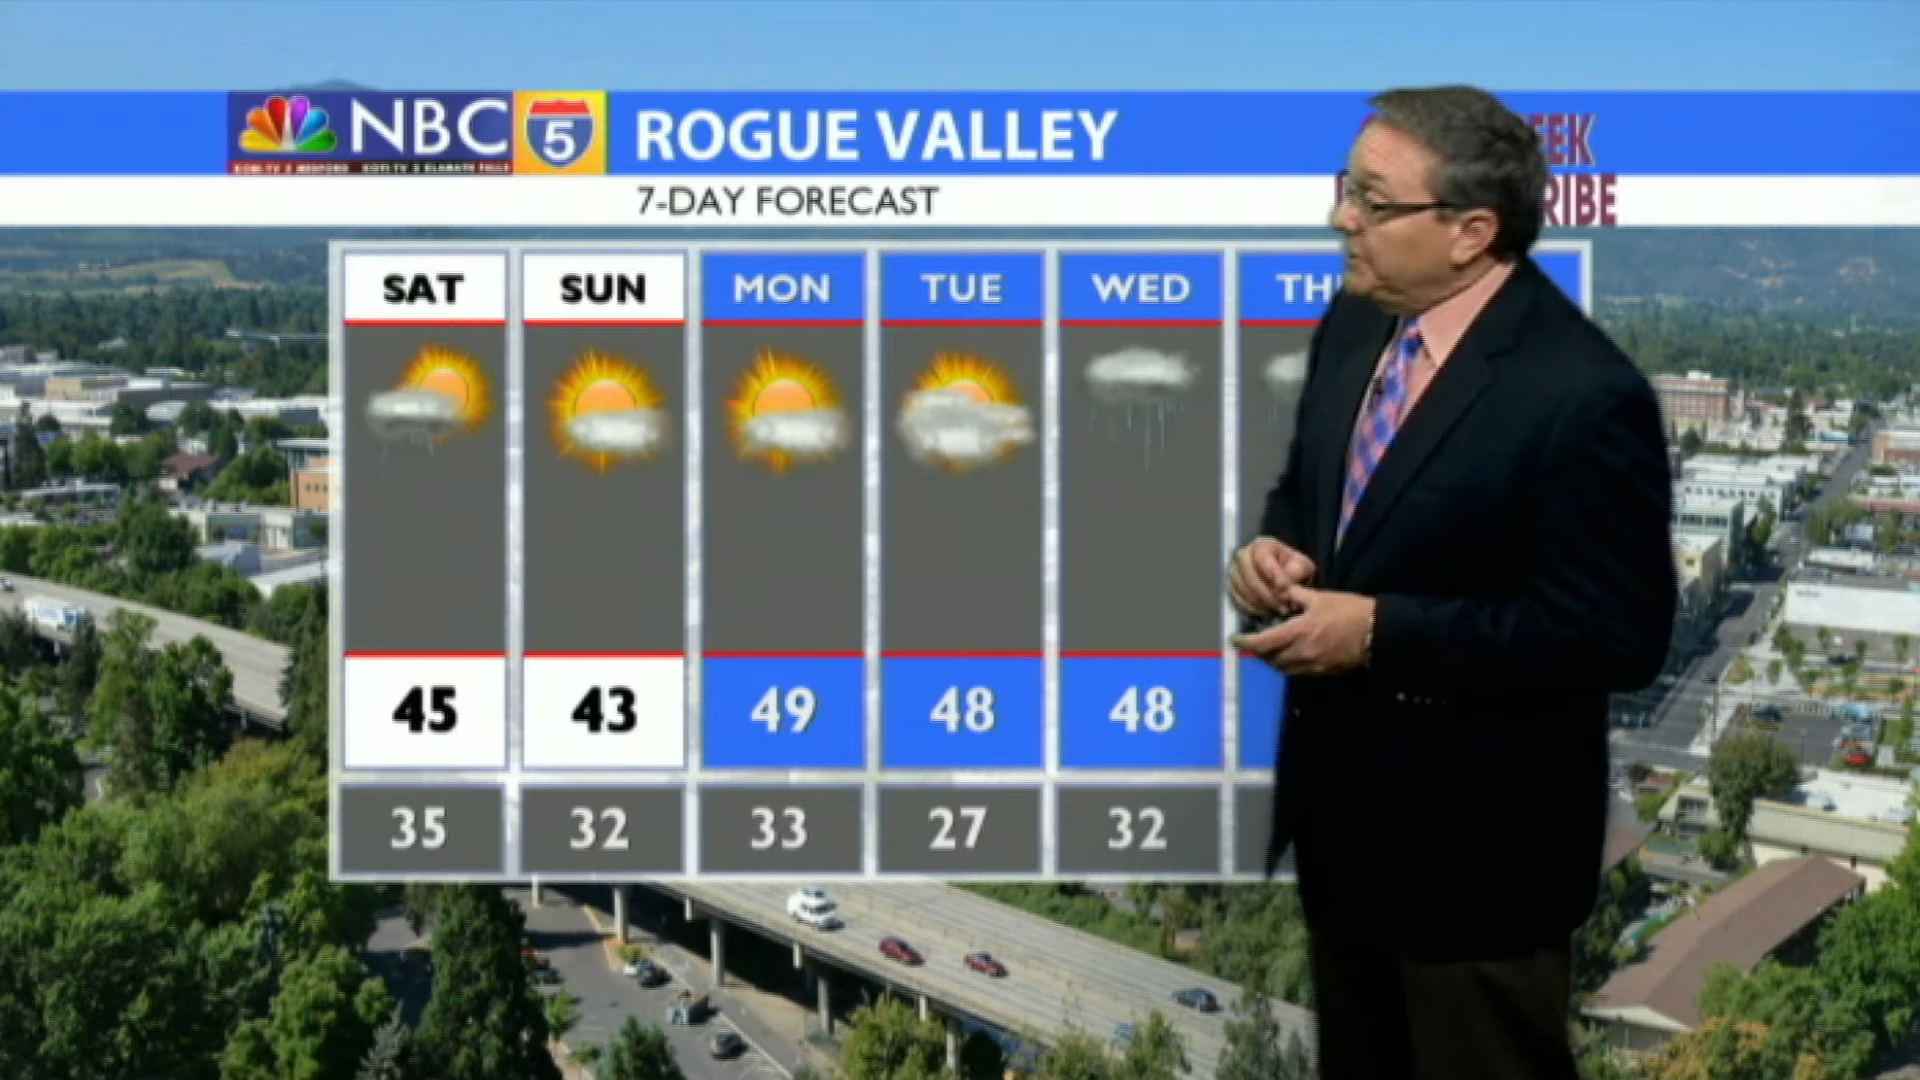 NBC 5 ROGUE VALLEY
7-DAY FORECAST
SAT SUN MON TUE WED
45 43 49 48 48
35 32 33 27 32